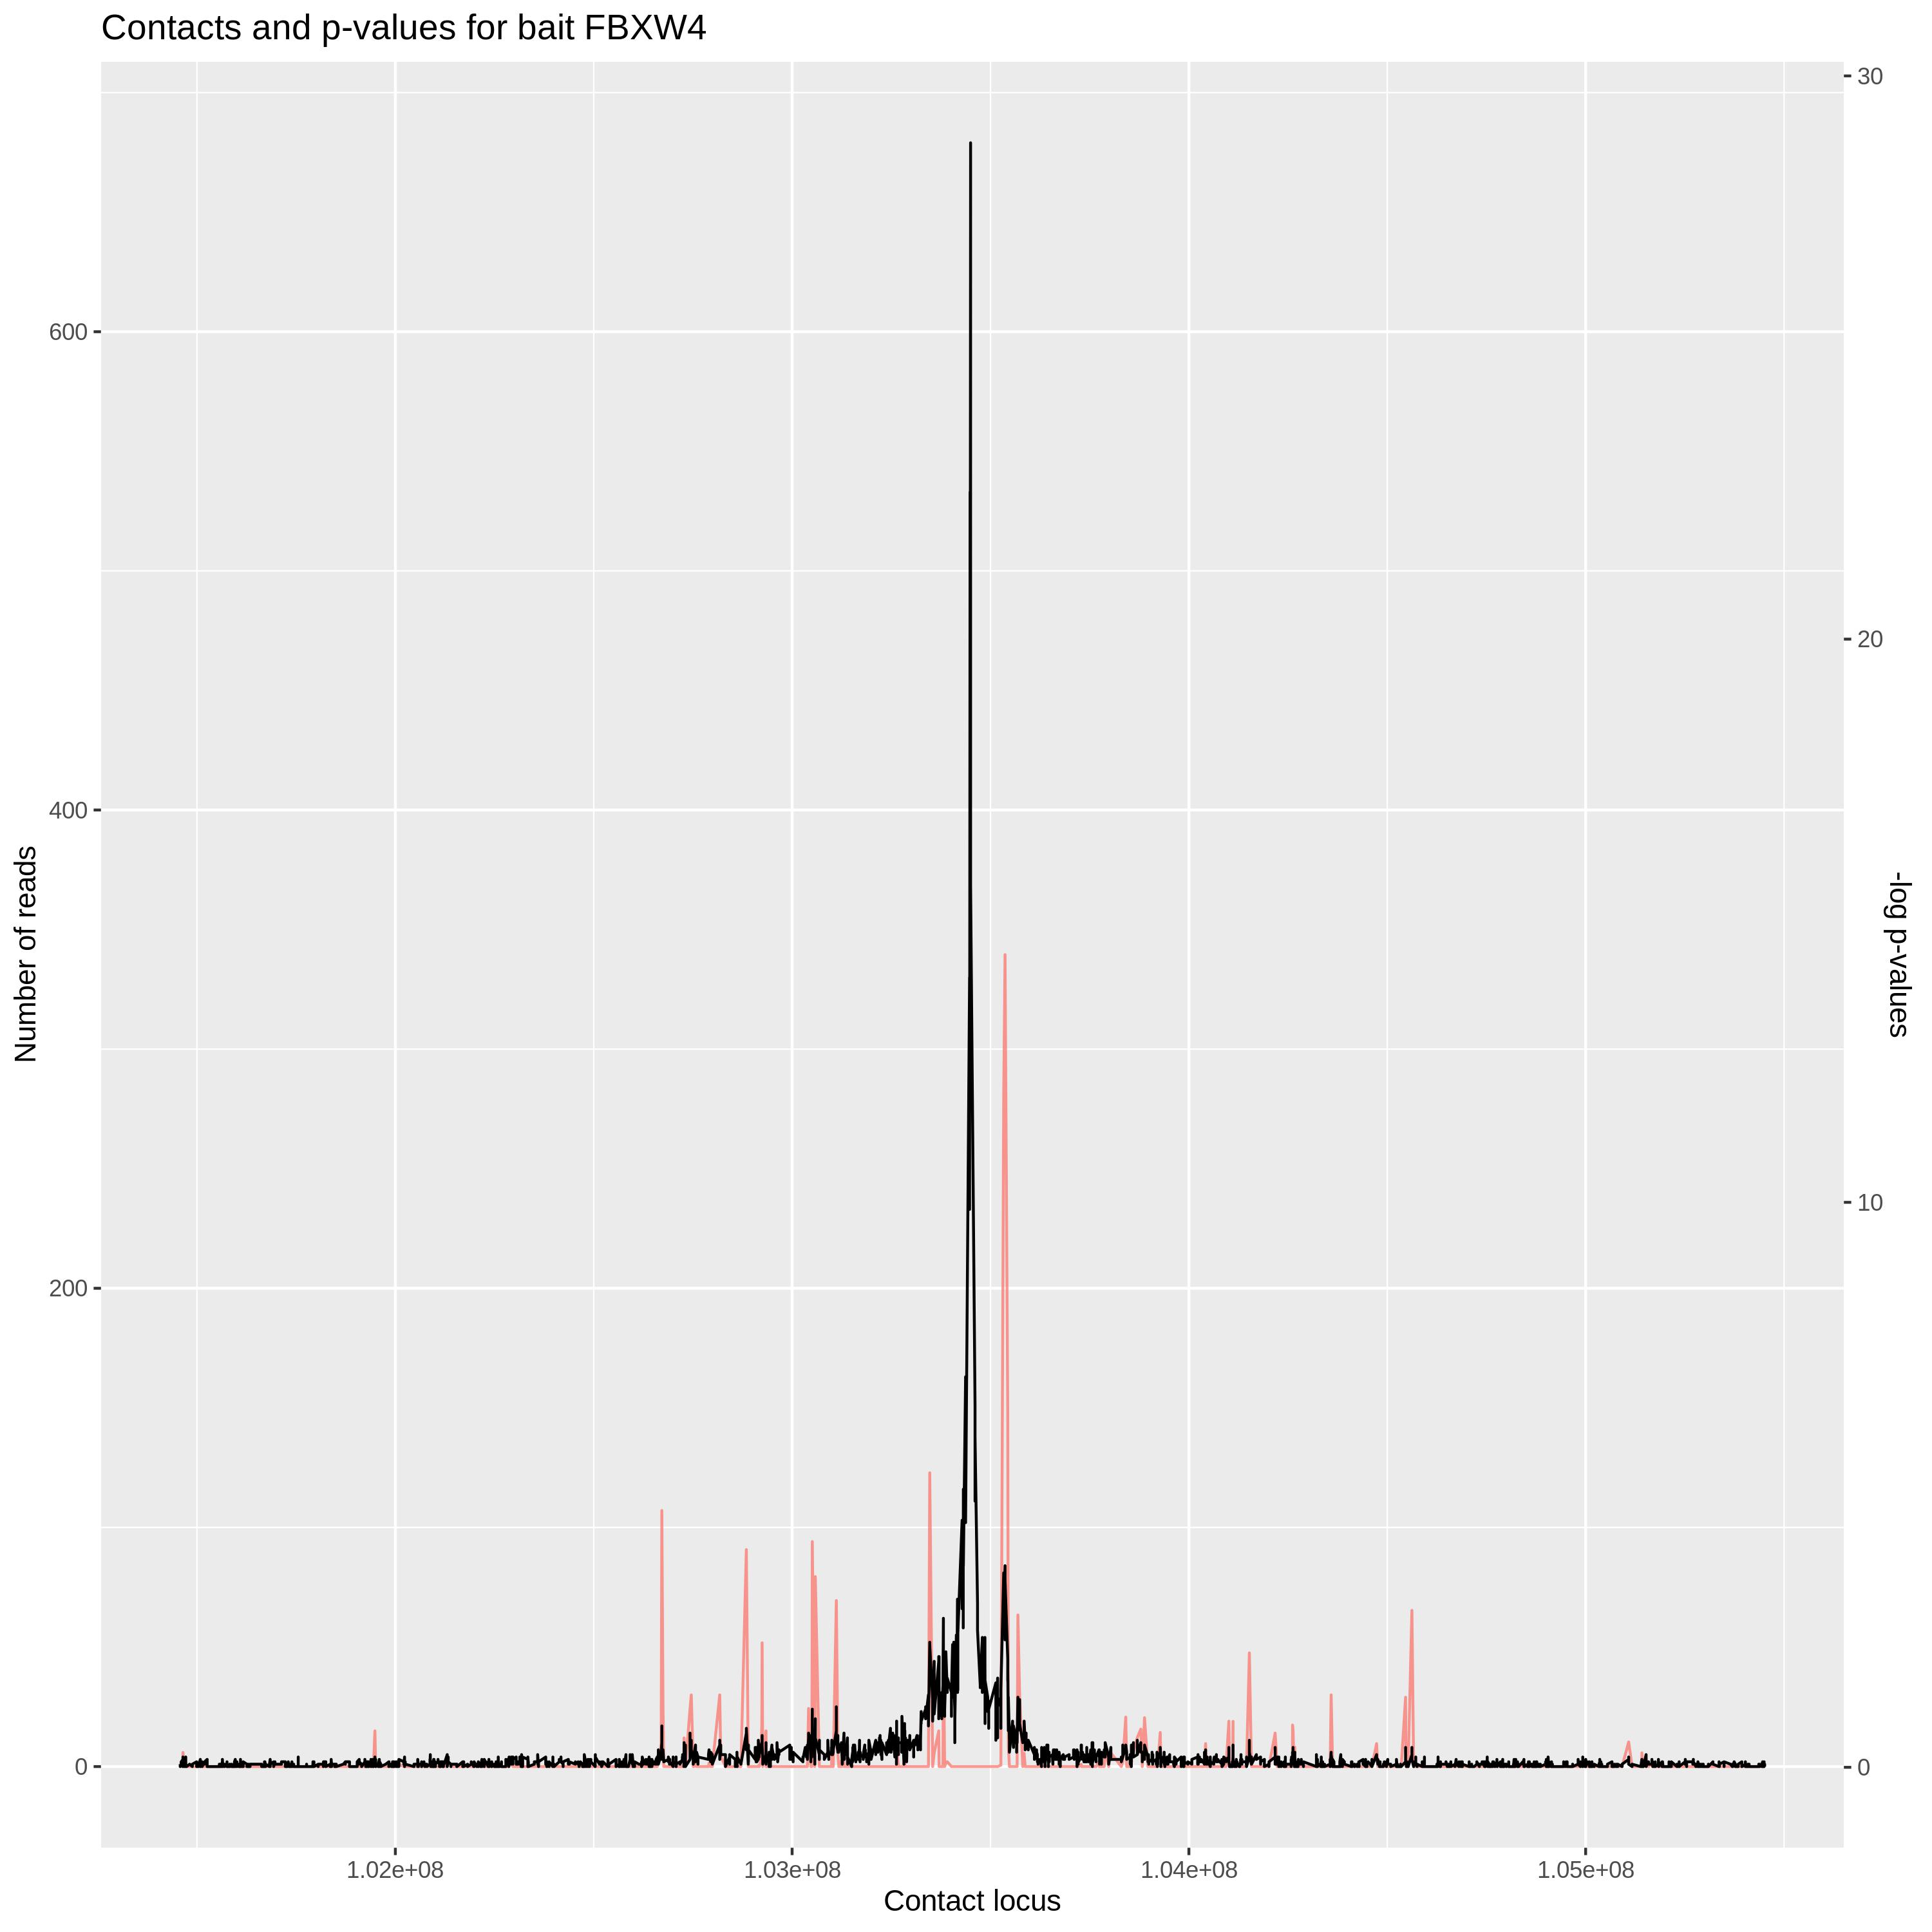 Contacts and p-values for bait FBXW4
30
600
20
400
Number of reads
-log p-values
10
200
0
0
1.02e+08
1.03e+08
1.04e+08
1.05e+08
Contact locus